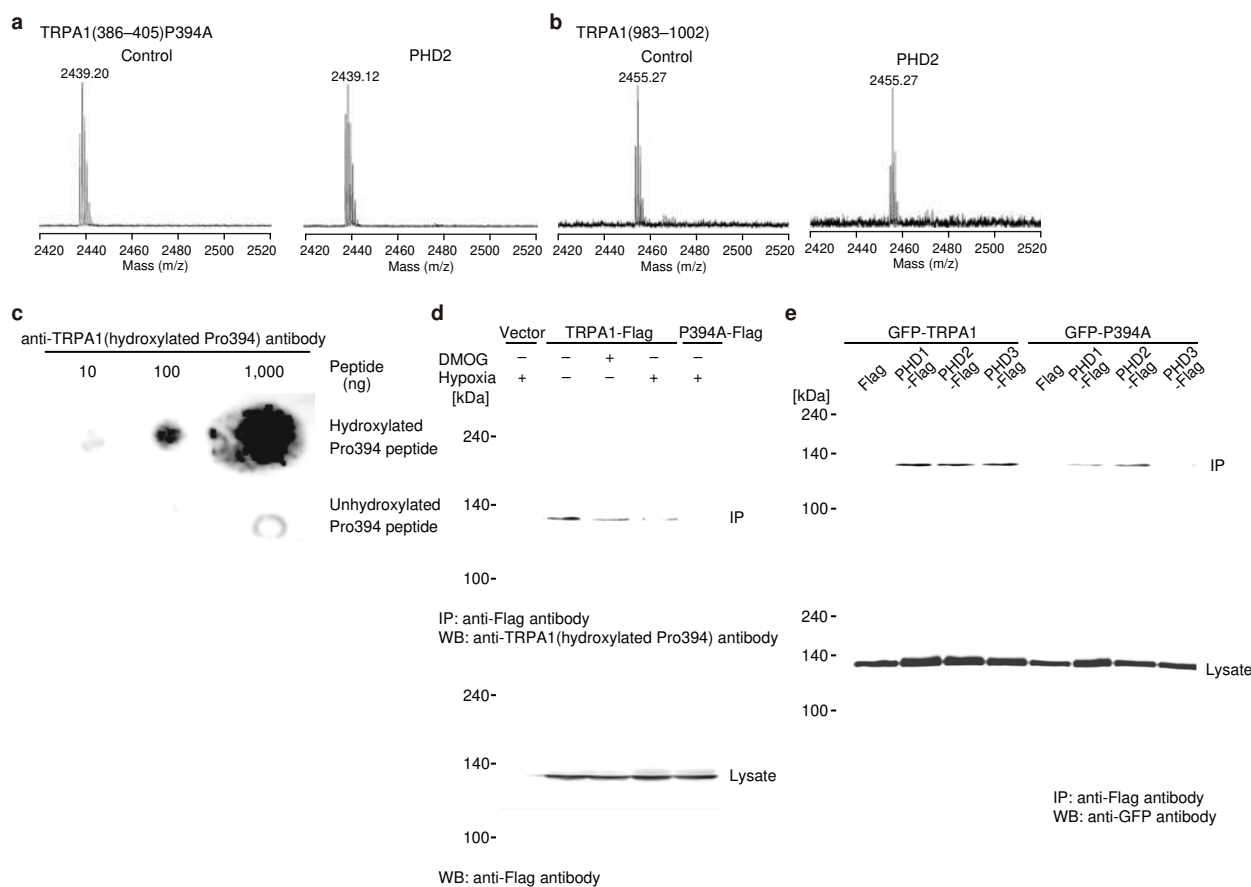 a
TRPA1(386–405)P394A
Control
2439.20
2420 2440 2460 2480 2500 2520
Mass (m/z)
PHD2
2439.12
2420 2440 2460 2480 2500 2520
Mass (m/z)
b
TRPA1(983–1002)
Control
2455.27
2420 2440 2460 2480 2500 2520
Mass (m/z)
PHD2
2455.27
2420 2440 2460 2480 2500 2520
Mass (m/z)
c
anti-TRPA1(hydroxylated Pro394) antibody
10 100 1,000 Peptide
(ng)
Hydroxylated
Pro394 peptide
Unhydroxylated
Pro394 peptide
d
Vector TRPA1-Flag P394A-Flag
DMOG – – + – –
Hypoxia + – – + +
[kDa]
240-
140-
IP
100-
IP: anti-Flag antibody
WB: anti-TRPA1(hydroxylated Pro394) antibody
240-
140-
Lysate
100-
WB: anti-Flag antibody
e
GFP-TRPA1 GFP-P394A
Flag PHD1-Flag PHD2-Flag PHD3-Flag Flag PHD1-Flag PHD2-Flag PHD3-Flag
[kDa]
240-
140-
IP
100-
240-
140-
Lysate
100-
IP: anti-Flag antibody
WB: anti-GFP antibody